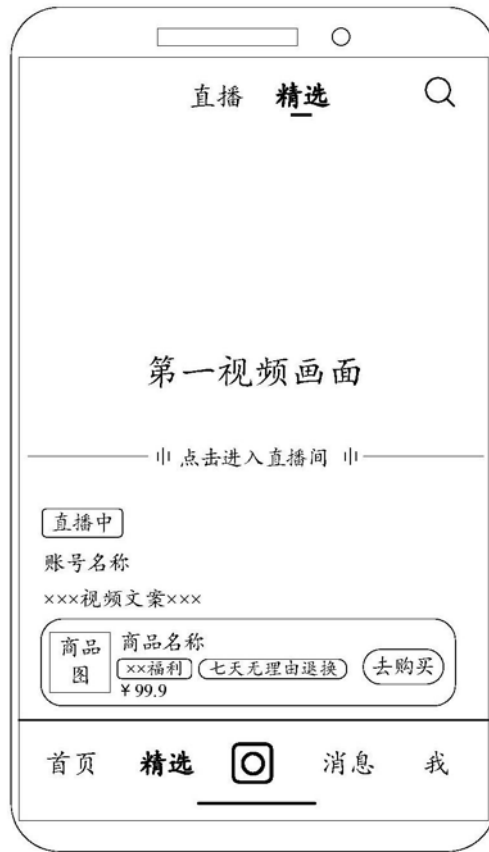 直播 精选
第一视频画面
点击进入直播间
直播中
账号名称
×××视频文案×××
商品图
商品名称
××福利 七天无理由退换
¥99.9
去购买
首页 精选 消息 我